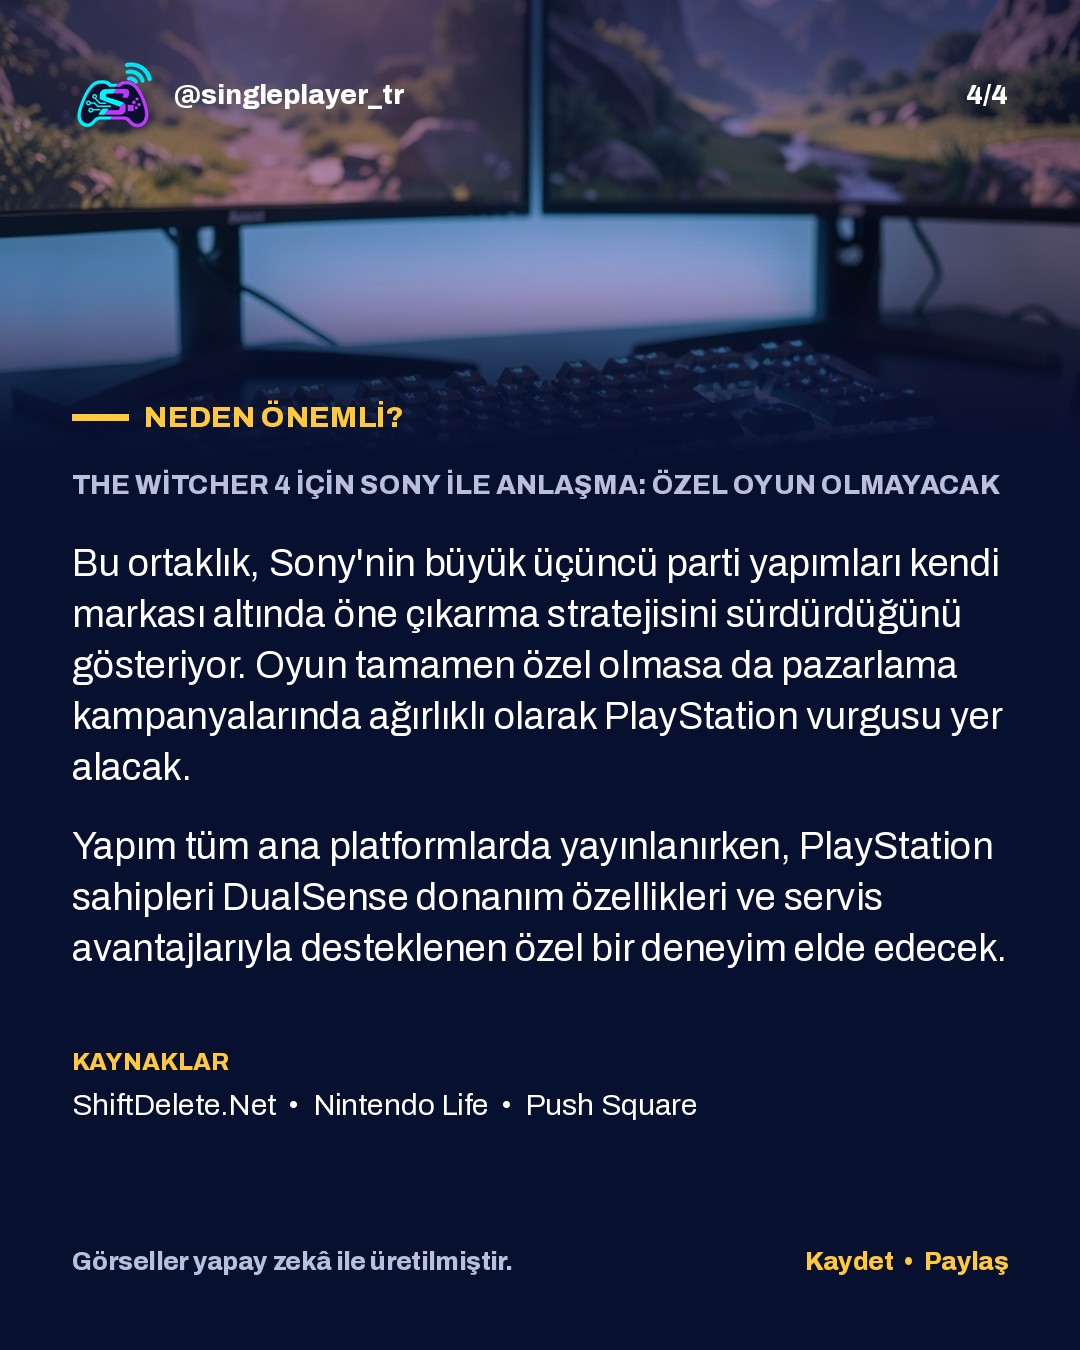 @singleplayer_tr
4/4
NEDEN ÖNEMLİ?
THE WİTCHER 4 İÇİN SONY İLE ANLAŞMA: ÖZEL OYUN OLMAYACAK
Bu ortaklık, Sony'nin büyük üçüncü parti yapımları kendi
markası altında öne çıkarma stratejisini sürdürdüğünü
gösteriyor. Oyun tamamen özel olmasa da pazarlama
kampanyalarında ağırlıklı olarak PlayStation vurgusu yer
alacak.
Yapım tüm ana platformlarda yayınlanırken, PlayStation
sahipleri DualSense donanım özellikleri ve servis
avantajlarıyla desteklenen özel bir deneyim elde edecek.
KAYNAKLAR
ShiftDelete.Net • Nintendo Life • Push Square
Görseller yapay zekâ ile üretilmiştir.
Kaydet • Paylaş